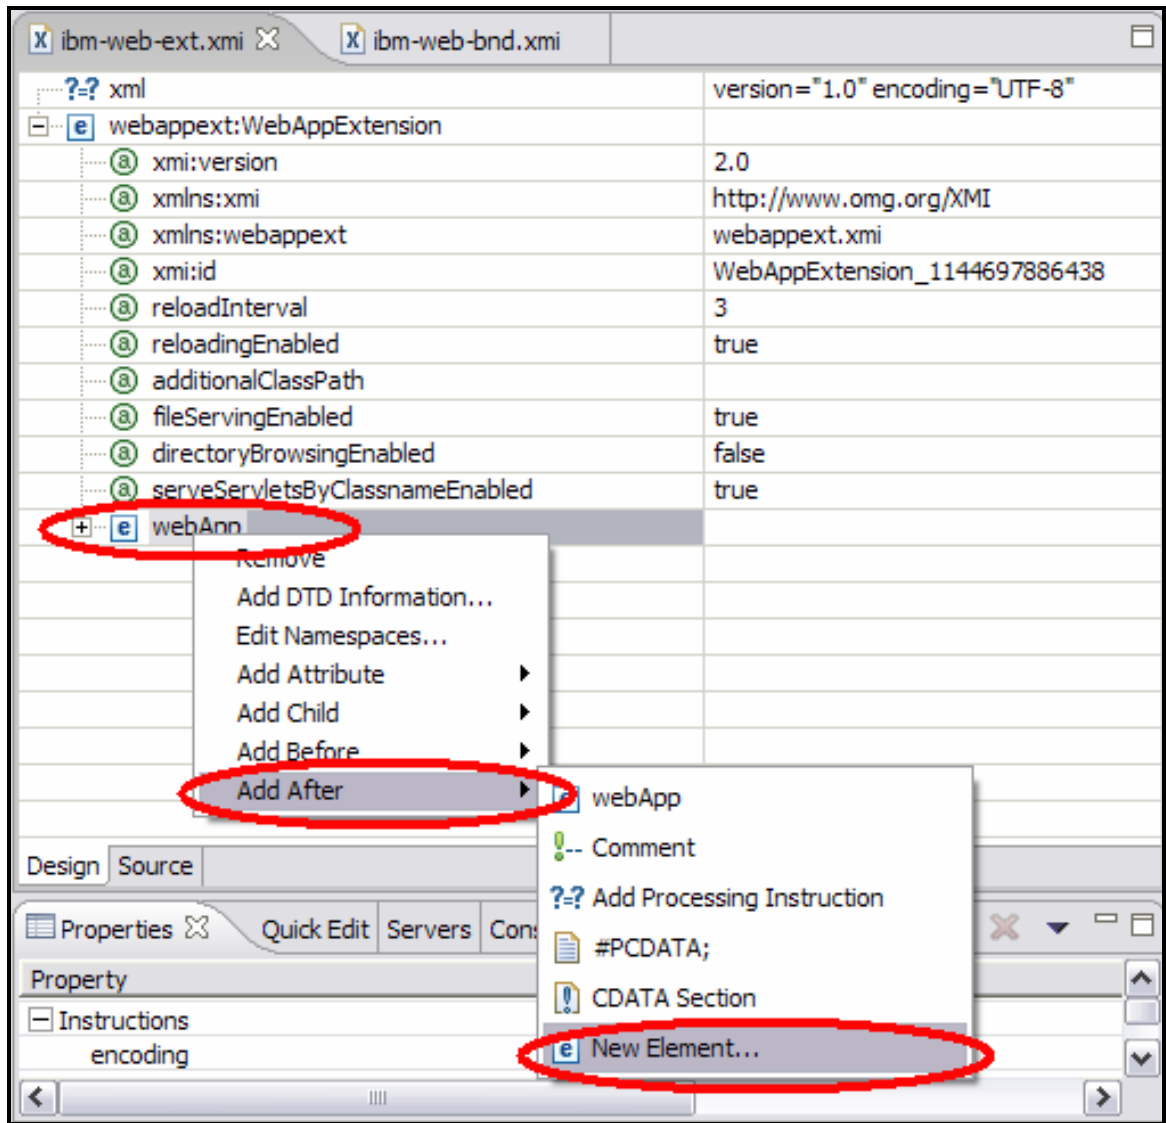 ibm-web-ext.xmi ibm-web-bnd.xmi
?=? xml version="1.0" encoding="UTF-8"
e webappext:WebAppExtension
a xmi:version 2.0
a xmlns:xmi http://www.omg.org/XMI
a xmlns:webappext webappext.xmi
a xmi:id WebAppExtension_1144697886438
a reloadInterval 3
a reloadingEnabled true
a additionalClassPath
a fileServingEnabled true
a directoryBrowsingEnabled false
a serveServletsByClassnameEnabled true
e webApp
Remove
Add DTD Information...
Edit Namespaces...
Add Attribute
Add Child
Add Before
Add After
e webApp
!-- Comment
?=? Add Processing Instruction
#PCDATA;
CDATA Section
e New Element...
Design Source
Properties Quick Edit Servers Cons
Property
Instructions
encoding